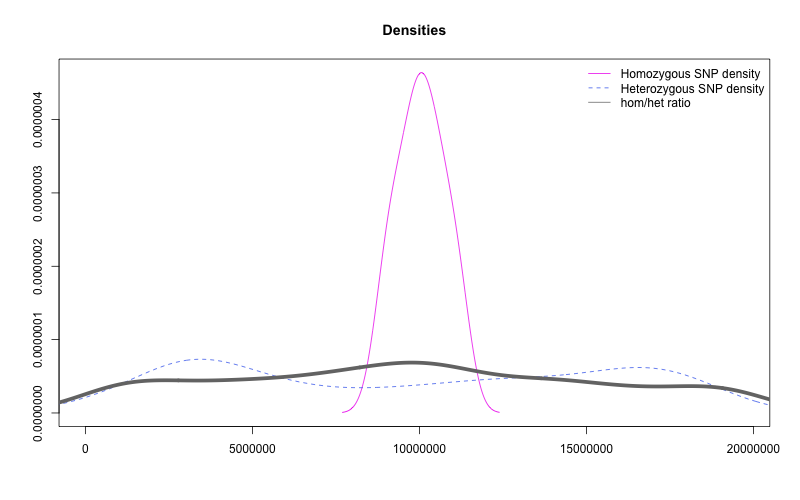 Densities
Homozygous SNP density
Heterozygous SNP density
hom/het ratio
0.0000004
0.0000003
0.0000002
0.0000001
0.0000000
0 5000000 10000000 15000000 20000000